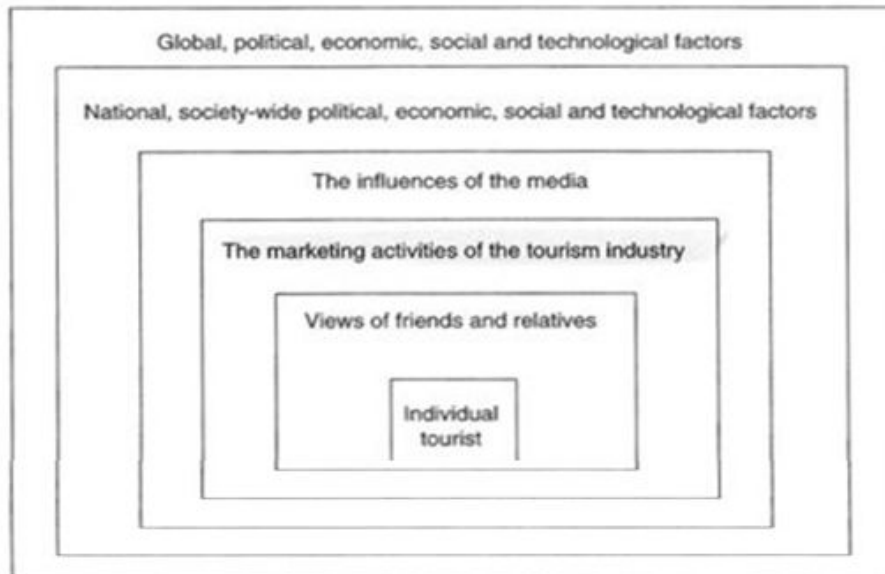 Global, political, economic, social and technological factors
National, society-wide political, economic, social and technological factors
The influences of the media
The marketing activities of the tourism industry
Views of friends and relatives
Individual
tourist